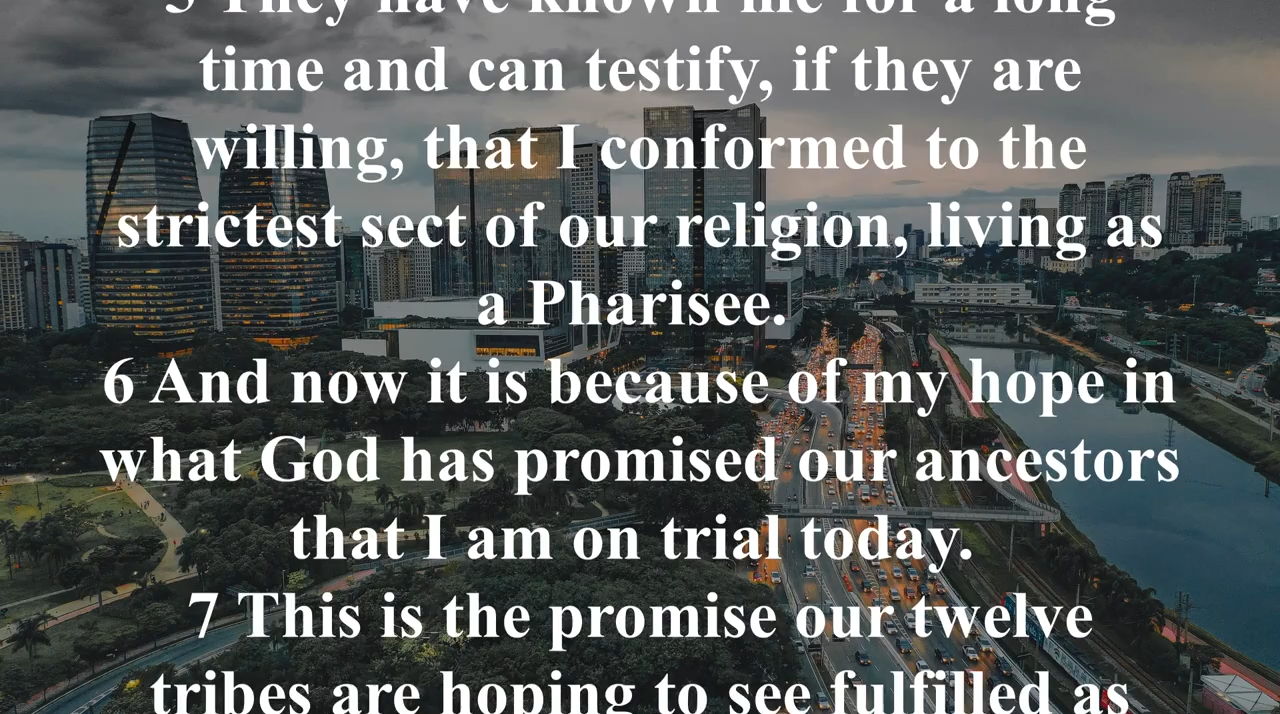 5 They have known me for a long
time and can testify, if they are
willing, that I conformed to the
strictest sect of our religion, living as
a Pharisee.
6 And now it is because of my hope in
what God has promised our ancestors
that I am on trial today.
7 This is the promise our twelve
tribes are hoping to see fulfilled as